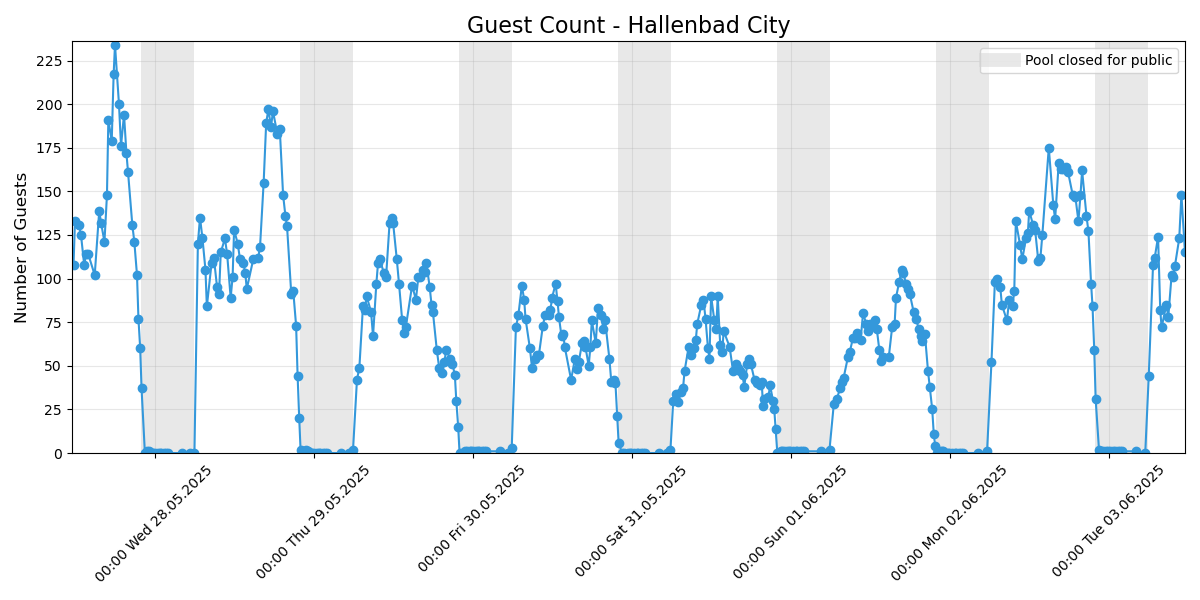 Guest Count - Hallenbad City
Pool closed for public
Number of Guests
225
200
175
150
125
100
75
50
25
0
00:00 Wed 28.05.2025
00:00 Thu 29.05.2025
00:00 Fri 30.05.2025
00:00 Sat 31.05.2025
00:00 Sun 01.06.2025
00:00 Mon 02.06.2025
00:00 Tue 03.06.2025